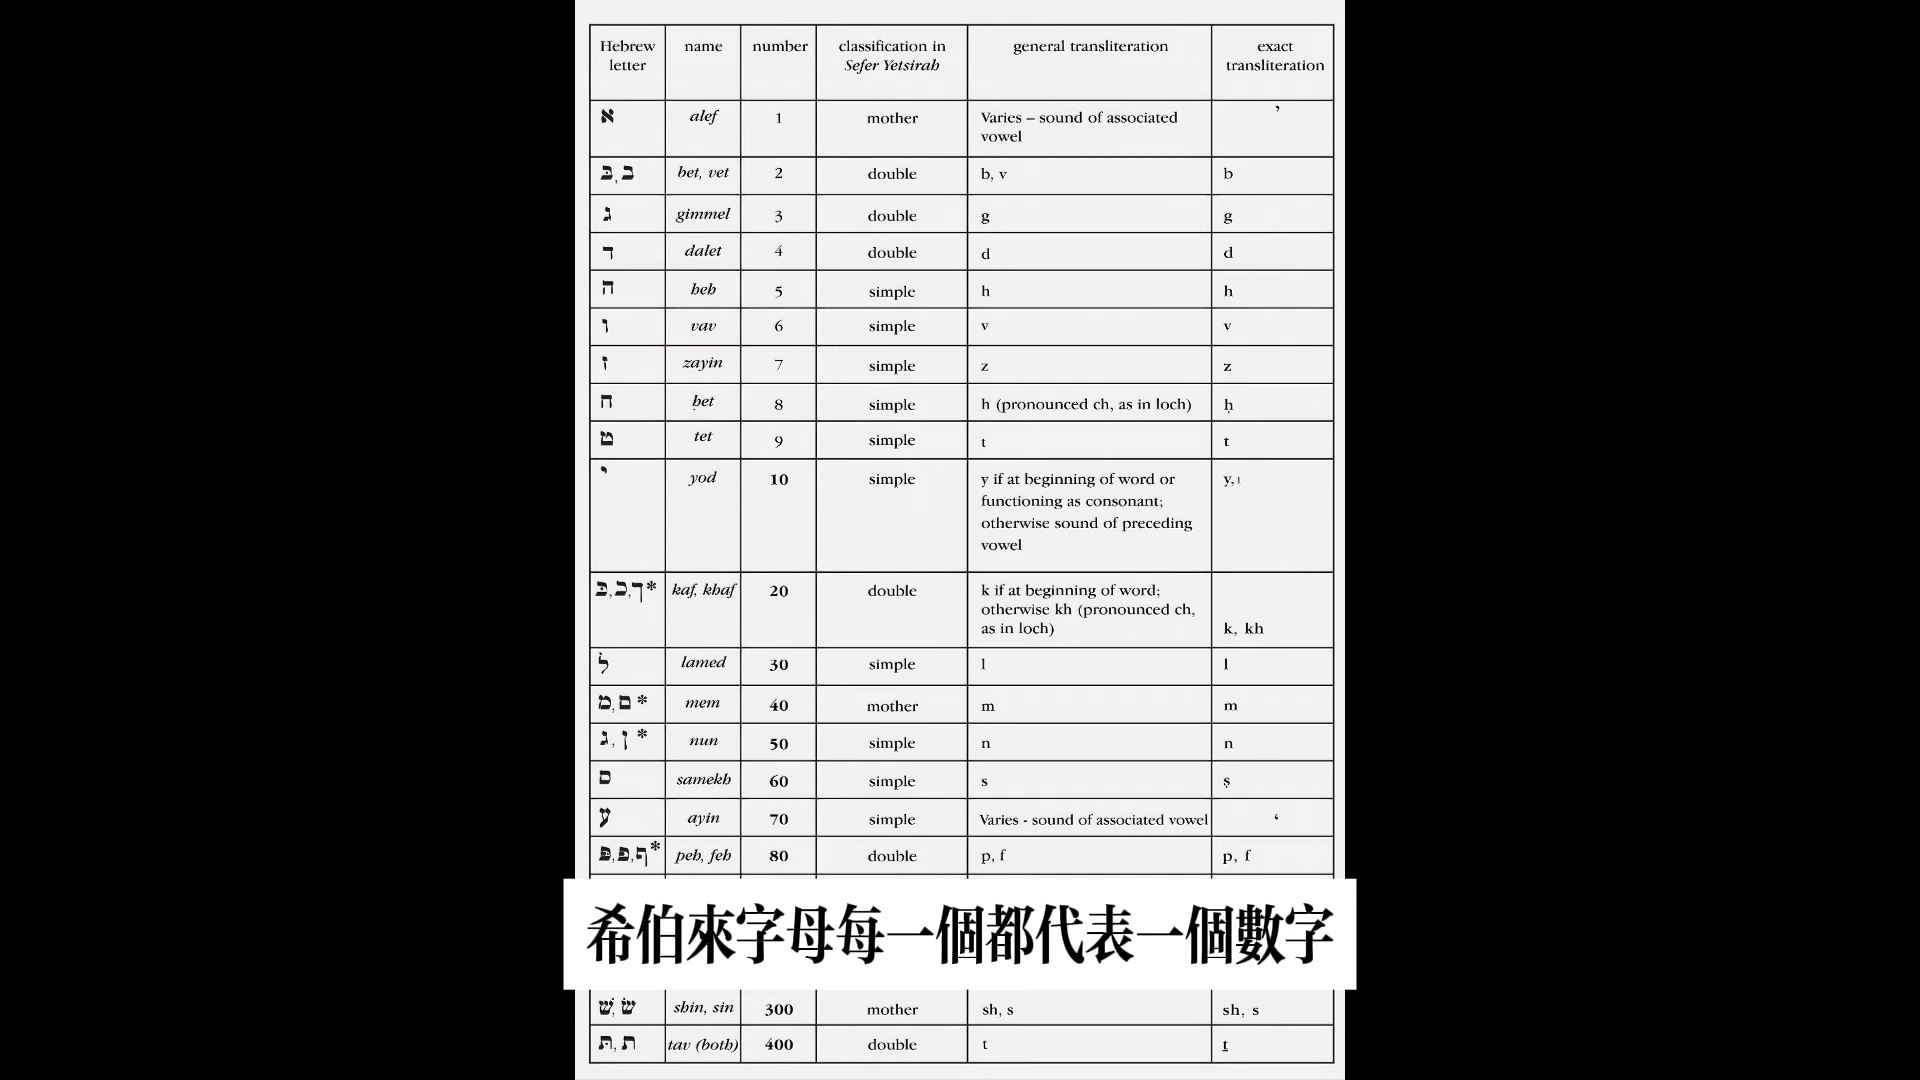 Hebrew letter name number classification in Sefer Yetsirah general transliteration exact transliteration
א alef 1 mother Varies – sound of associated vowel ʼ
בּ, ב bet, vet 2 double b, v b
ג gimmel 3 double g g
ד dalet 4 double d d
ה heh 5 simple h h
ו vav 6 simple v v
ז zayin 7 simple z z
ח ḥet 8 simple h (pronounced ch, as in loch) ḥ
ט tet 9 simple t t
י yod 10 simple y if at beginning of word or functioning as consonant; otherwise sound of preceding vowel y, ı
כּ, כ, ך* kaf, khaf 20 double k if at beginning of word; otherwise kh (pronounced ch, as in loch) k, kh
ל lamed 30 simple l l
מ, ם * mem 40 mother m m
נ, ן * nun 50 simple n n
ס samekh 60 simple s ṣ
ע ayin 70 simple Varies - sound of associated vowel ʻ
פּ, פ, ף* peh, feh 80 double p, f p, f
希伯來字母每一個都代表一個數字
שׁ, שׂ shin, sin 300 mother sh, s sh, s
תּ, ת tav (both) 400 double t ṯ